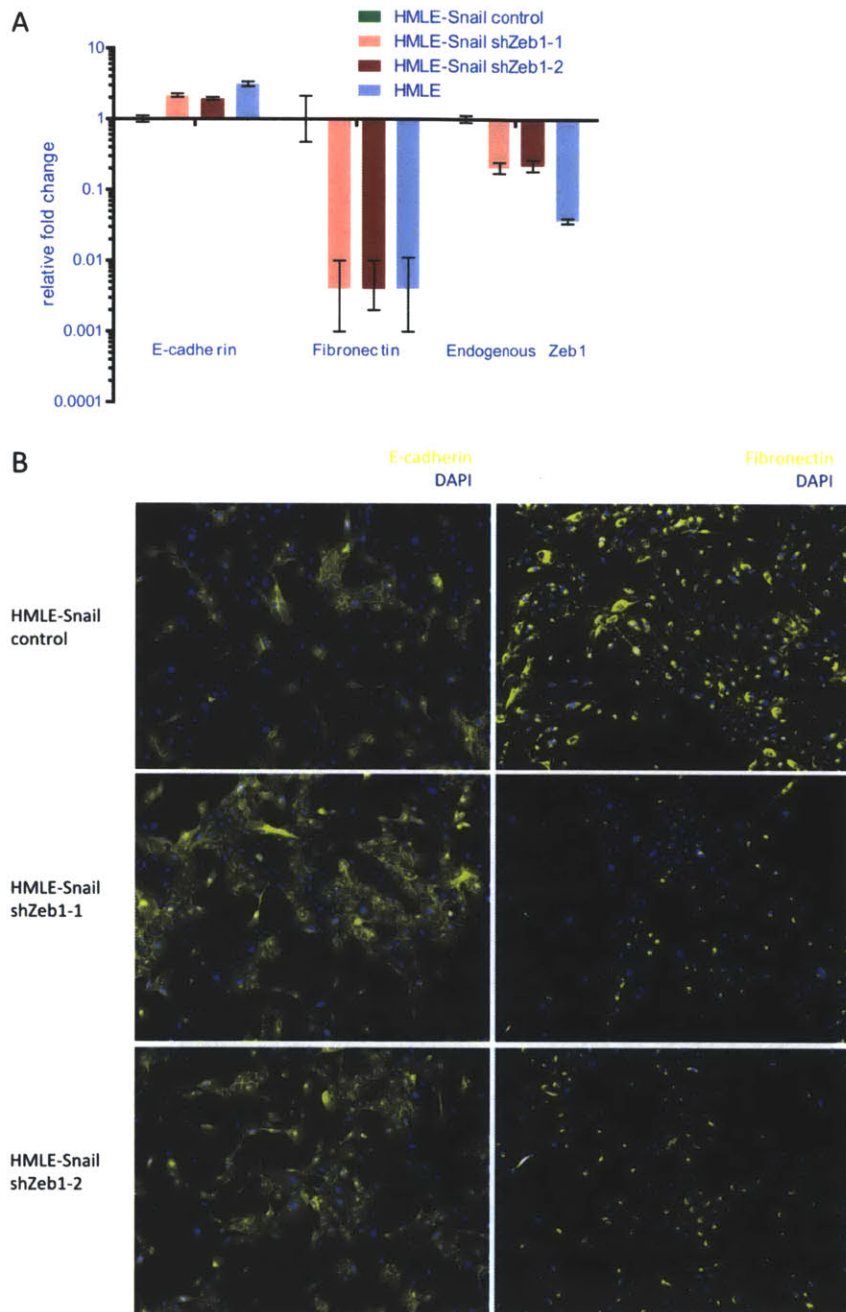 A
HMLE-Snail control
HMLE-Snail shZeb1-1
HMLE-Snail shZeb1-2
HMLE
10
1
0.1
0.01
0.001
0.0001
relative fold change
E-cadherin
Fibronectin
Endogenous Zeb1
B
E-cadherin
DAPI
Fibronectin
DAPI
HMLE-Snail
control
HMLE-Snail
shZeb1-1
HMLE-Snail
shZeb1-2